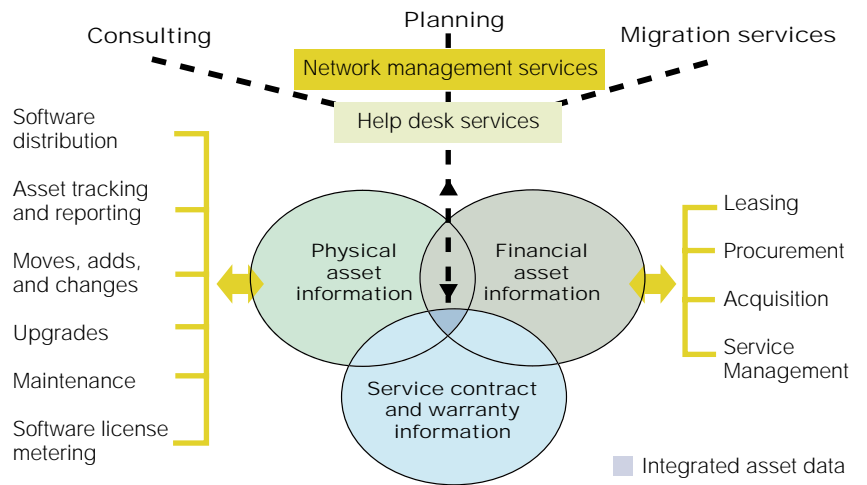 Consulting
Planning
Migration services
Network management services
Help desk services
Software
distribution
Asset tracking
and reporting
Moves, adds,
and changes
Upgrades
Maintenance
Software license
metering
Physical
asset
information
Financial
asset
information
Service contract
and warranty
information
Leasing
Procurement
Acquisition
Service
Management
Integrated asset data